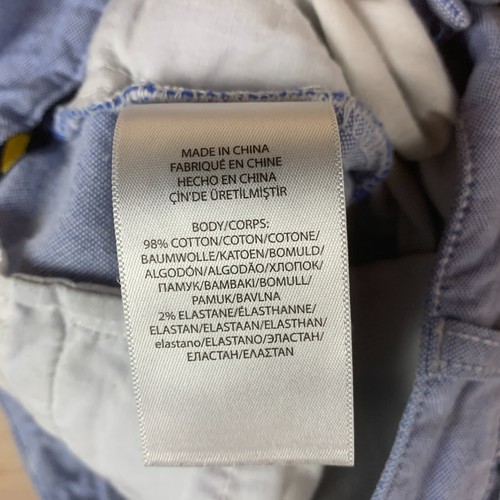 MADE IN CHINA
FABRIQUÉ EN CHINE
HECHO EN CHINA
ÇİN'DE ÜRETİLMİŞTİR
BODY/CORPS:
98% COTTON/COTON/COTONE/
BAUMWOLLE/KATOEN/BOMULD/
ALGODÓN/ALGODÃO/ХЛОПОК/
ПАМУК/BAMBAKI/BOMULL/
PAMUK/BAVLNA
2% ELASTANE/ÉLASTHANNE/
ELASTAN/ELASTAAN/ELASTHAN/
elastano/ELASTANO/ЭЛАСТАН/
ЕЛАСТАН/ΕΛΑΣΤΑΝ